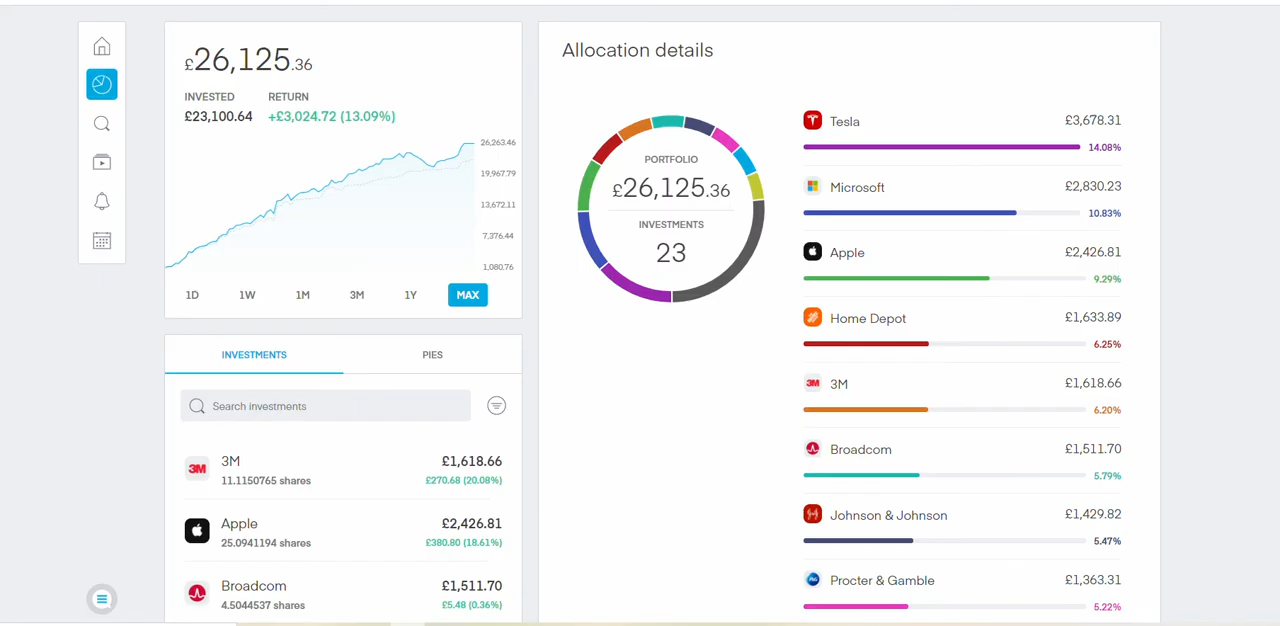 £26,125.36
INVESTED RETURN
£23,100.64 +£3,024.72 (13.09%)
26,263.46
19,967.79
13,672.11
7,376.44
1,080.76
1D 1W 1M 3M 1Y MAX
INVESTMENTS PIES
Search investments
3M £1,618.66
11.1150765 shares £270.68 (20.08%)
Apple £2,426.81
25.0941194 shares £380.80 (18.61%)
Broadcom £1,511.70
4.5044537 shares £5.48 (0.36%)
Allocation details
PORTFOLIO
£26,125.36
INVESTMENTS
23
Tesla £3,678.31
14.08%
Microsoft £2,830.23
10.83%
Apple £2,426.81
9.29%
Home Depot £1,633.89
6.25%
3M 3M £1,618.66
6.20%
Broadcom £1,511.70
5.79%
Johnson & Johnson £1,429.82
5.47%
Procter & Gamble £1,363.31
5.22%